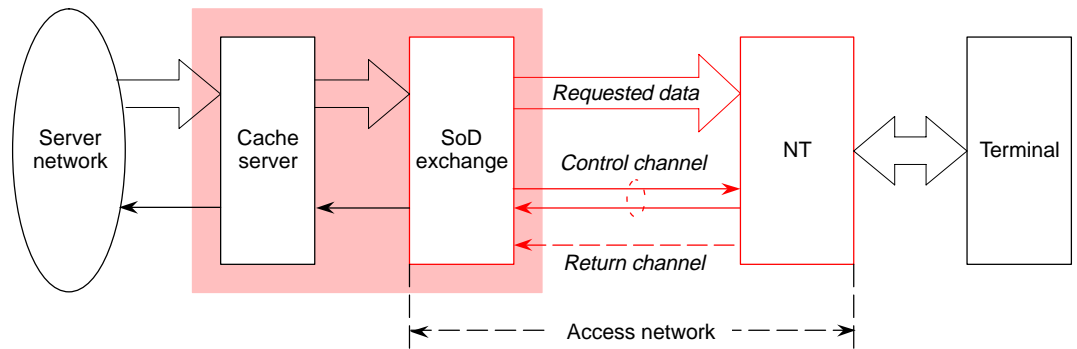 Server
network
Cache
server
SoD
exchange
Requested data
Control channel
Return channel
NT
Terminal
Access network